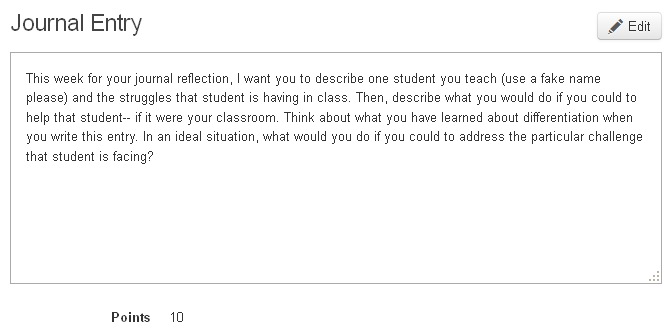 Journal Entry
Edit
This week for your journal reflection, I want you to describe one student you teach (use a fake name
please) and the struggles that student is having in class. Then, describe what you would do if you could to
help that student-- if it were your classroom. Think about what you have learned about differentiation when
you write this entry. In an ideal situation, what would you do if you could to address the particular challenge
that student is facing?
Points 10